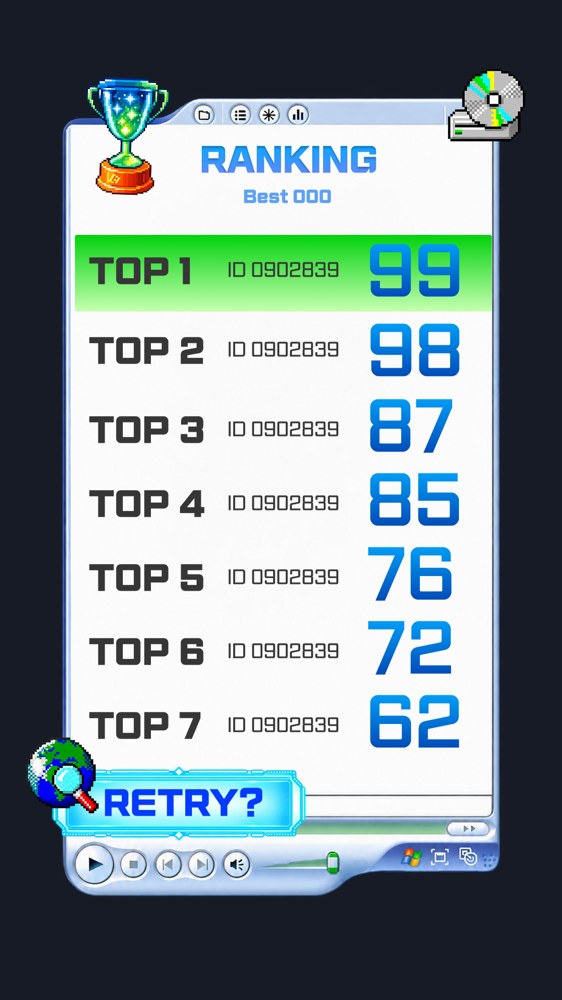 RANKING
Best 000
TOP 1 ID 0902839 99
TOP 2 ID 0902839 98
TOP 3 ID 0902839 87
TOP 4 ID 0902839 85
TOP 5 ID 0902839 76
TOP 6 ID 0902839 72
TOP 7 ID 0902839 62
RETRY?